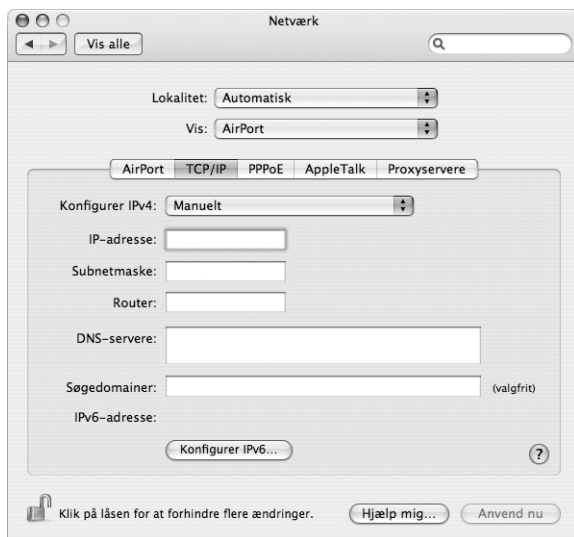 Netværk
Vis alle
Lokalitet: Automatisk
Vis: AirPort
AirPort TCP/IP PPPoE AppleTalk Proxyservere
Konfigurer IPv4: Manuelt
IP-adresse:
Subnetmaske:
Router:
DNS-servere:
Søgedomainer: (valgfrit)
IPv6-adresse:
Konfigurer IPv6...
?
Klik på låsen for at forhindre flere ændringer. Hjælp mig... Anvend nu